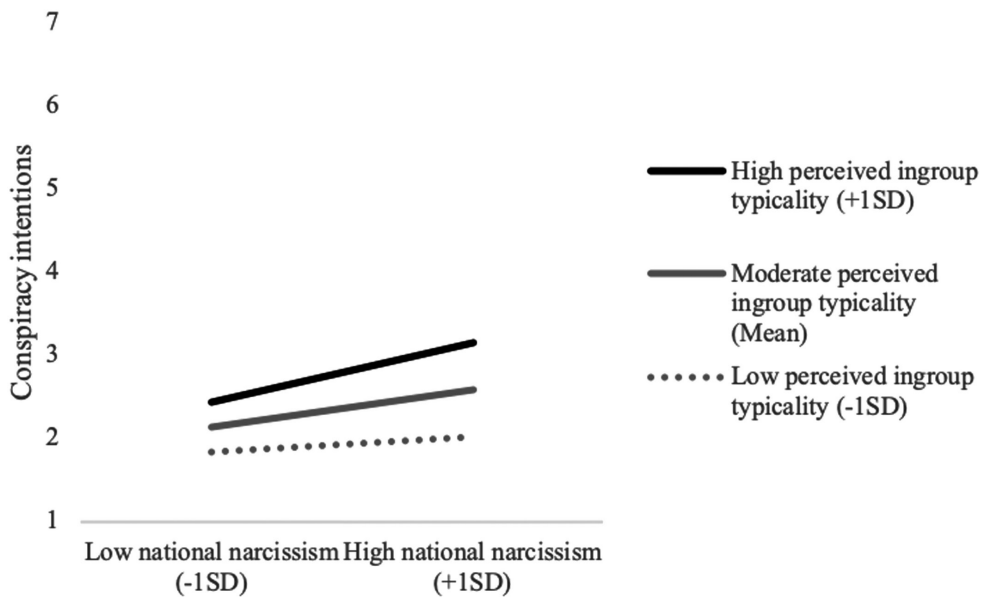 7
6
5
4
3
2
1
Conspiracy intentions
Low national narcissism
(-1SD)
High national narcissism
(+1SD)
High perceived ingroup
typicality (+1SD)
Moderate perceived
ingroup typicality
(Mean)
Low perceived ingroup
typicality (-1SD)